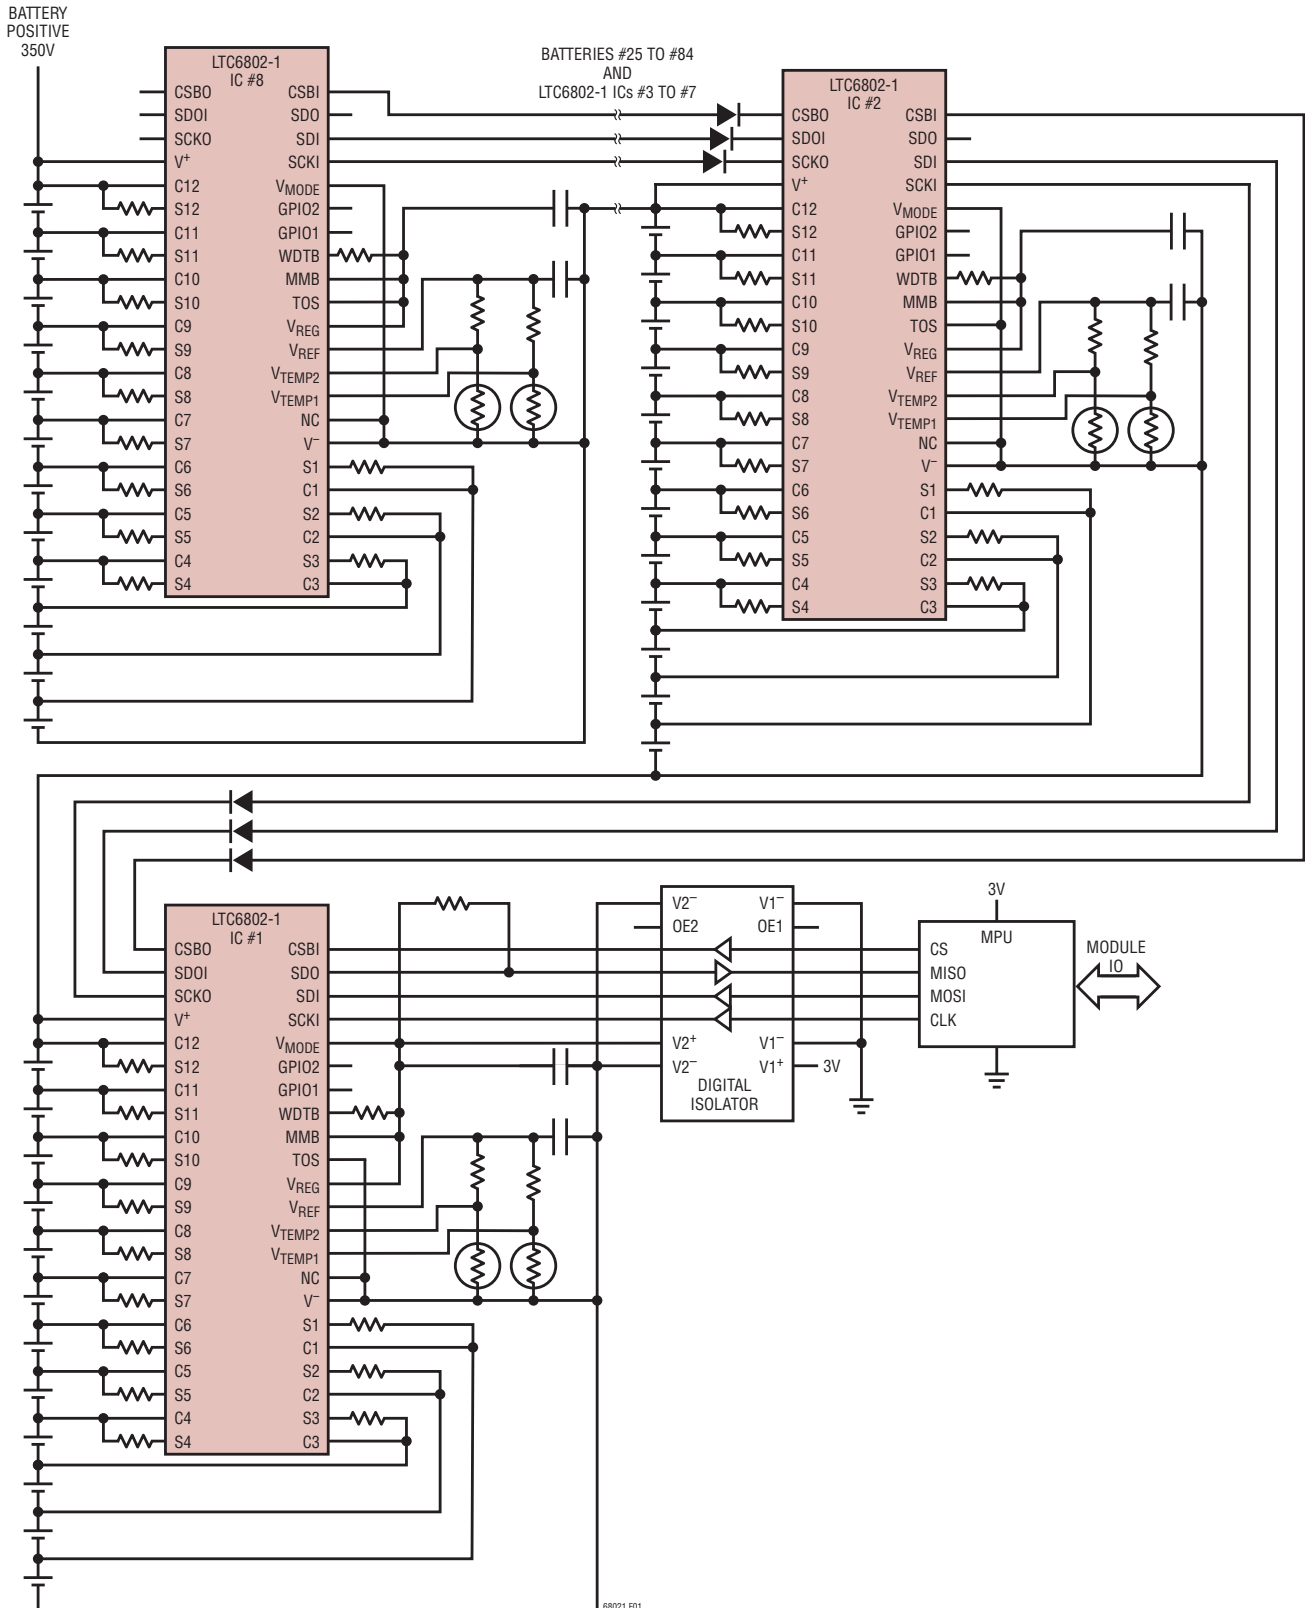 BATTERY
POSITIVE
350V
LTC6802-1
IC #8
CSBO
SDOI
SCKO
V+
C12
S12
C11
S11
C10
S10
C9
S9
C8
S8
C7
S7
C6
S6
C5
S5
C4
S4
CSBI
SDO
SDI
SCKI
VMODE
GPIO2
GPIO1
WDTB
MMB
TOS
VREG
VREF
VTEMP2
VTEMP1
NC
V−
S1
C1
S2
C2
S3
C3
BATTERIES #25 TO #84
AND
LTC6802-1 ICs #3 TO #7
LTC6802-1
IC #2
CSBO
SDOI
SCKO
V+
C12
S12
C11
S11
C10
S10
C9
S9
C8
S8
C7
S7
C6
S6
C5
S5
C4
S4
CSBI
SDO
SDI
SCKI
VMODE
GPIO2
GPIO1
WDTB
MMB
TOS
VREG
VREF
VTEMP2
VTEMP1
NC
V−
S1
C1
S2
C2
S3
C3
LTC6802-1
IC #1
CSBO
SDOI
SCKO
V+
C12
S12
C11
S11
C10
S10
C9
S9
C8
S8
C7
S7
C6
S6
C5
S5
C4
S4
CSBI
SDO
SDI
SCKI
VMODE
GPIO2
GPIO1
WDTB
MMB
TOS
VREG
VREF
VTEMP2
VTEMP1
NC
V−
S1
C1
S2
C2
S3
C3
V2−
OE2
V2+
V2−
V1−
OE1
V1−
V1+
3V
DIGITAL
ISOLATOR
3V
MPU
CS
MISO
MOSI
CLK
MODULE
IO
68021 F01